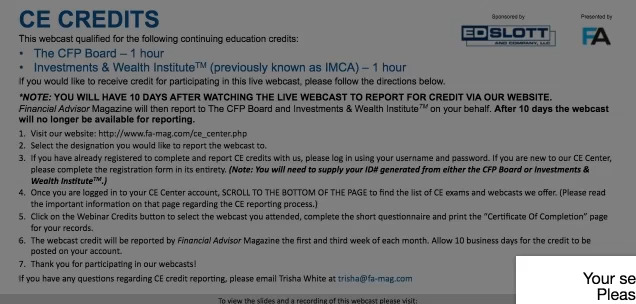 CE CREDITS
Sponsored by
Presented by
ED SLOTT
AND COMPANY, LLC
FA
This webcast qualified for the following continuing education credits:
• The CFP Board – 1 hour
• Investments & Wealth Institute™ (previously known as IMCA) – 1 hour
If you would like to receive credit for participating in this live webcast, please follow the directions below.
*NOTE: YOU WILL HAVE 10 DAYS AFTER WATCHING THE LIVE WEBCAST TO REPORT FOR CREDIT VIA OUR WEBSITE.
Financial Advisor Magazine will then report to The CFP Board and Investments & Wealth Institute™ on your behalf. After 10 days the webcast
will no longer be available for reporting.
1. Visit our website: http://www.fa-mag.com/ce_center.php
2. Select the designation you would like to report the webcast to.
3. If you have already registered to complete and report CE credits with us, please log in using your username and password. If you are new to our CE Center,
please complete the registration form in its entirety. (Note: You will need to supply your ID# generated from either the CFP Board or Investments &
Wealth Institute™.)
4. Once you are logged in to your CE Center account, SCROLL TO THE BOTTOM OF THE PAGE to find the list of CE exams and webcasts we offer. (Please read
the important information on that page regarding the CE reporting process.)
5. Click on the Webinar Credits button to select the webcast you attended, complete the short questionnaire and print the "Certificate Of Completion" page
for your records.
6. The webcast credit will be reported by Financial Advisor Magazine the first and third week of each month. Allow 10 business days for the credit to be
posted on your account.
7. Thank you for participating in our webcasts!
If you have any questions regarding CE credit reporting, please email Trisha White at trisha@fa-mag.com
To view the slides and a recording of this webcast please visit:
Your se
Pleas